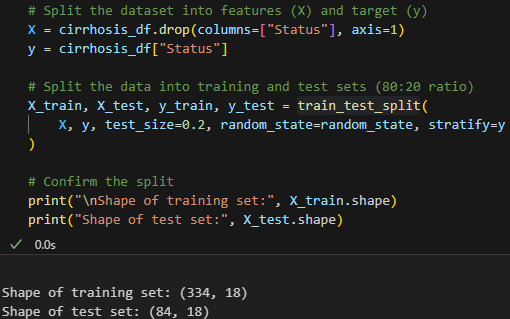 # Split the dataset into features (X) and target (y)
X = cirrhosis_df.drop(columns=["Status"], axis=1)
y = cirrhosis_df["Status"]
# Split the data into training and test sets (80:20 ratio)
X_train, X_test, y_train, y_test = train_test_split(
X, y, test_size=0.2, random_state=random_state, stratify=y
)
# Confirm the split
print("\nShape of training set:", X_train.shape)
print("Shape of test set:", X_test.shape)
0.0s
Shape of training set: (334, 18)
Shape of test set: (84, 18)